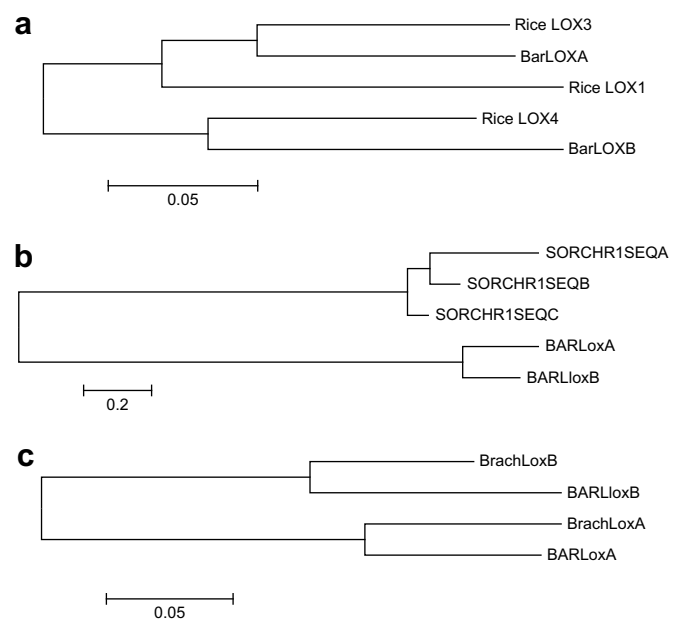 a
Rice LOX3
BarLOXA
Rice LOX1
Rice LOX4
BarLOXB
0.05
b
SORCHR1SEQA
SORCHR1SEQB
SORCHR1SEQC
BARLoxA
BARLloxB
0.2
c
BrachLoxB
BARLloxB
BrachLoxA
BARLoxA
0.05